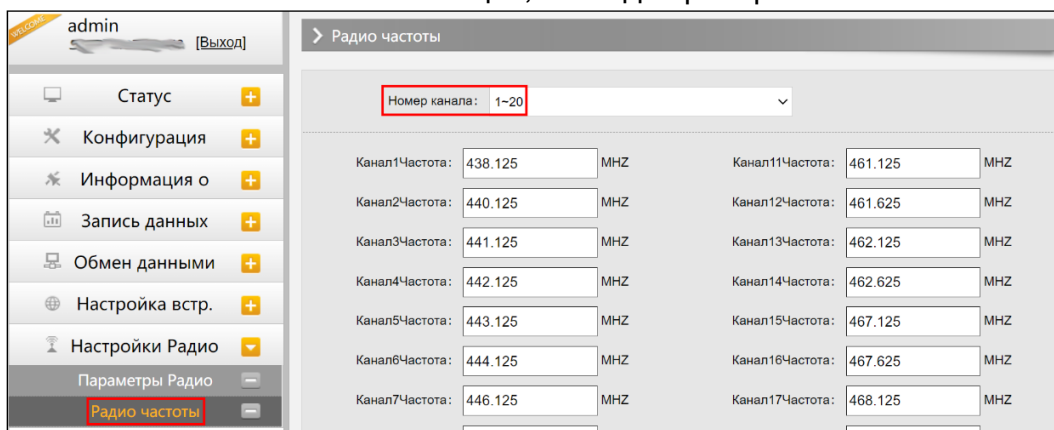 WELCOME
admin
[Выход]
Статус
Конфигурация
Информация о
Запись данных
Обмен данными
Настройка встр.
Настройки Радио
Параметры Радио
Радио частоты
Радио частоты
Номер канала: 1~20
Канал1Частота: 438.125 MHZ Канал11Частота: 461.125 MHZ
Канал2Частота: 440.125 MHZ Канал12Частота: 461.625 MHZ
Канал3Частота: 441.125 MHZ Канал13Частота: 462.125 MHZ
Канал4Частота: 442.125 MHZ Канал14Частота: 462.625 MHZ
Канал5Частота: 443.125 MHZ Канал15Частота: 467.125 MHZ
Канал6Частота: 444.125 MHZ Канал16Частота: 467.625 MHZ
Канал7Частота: 446.125 MHZ Канал17Частота: 468.125 MHZ